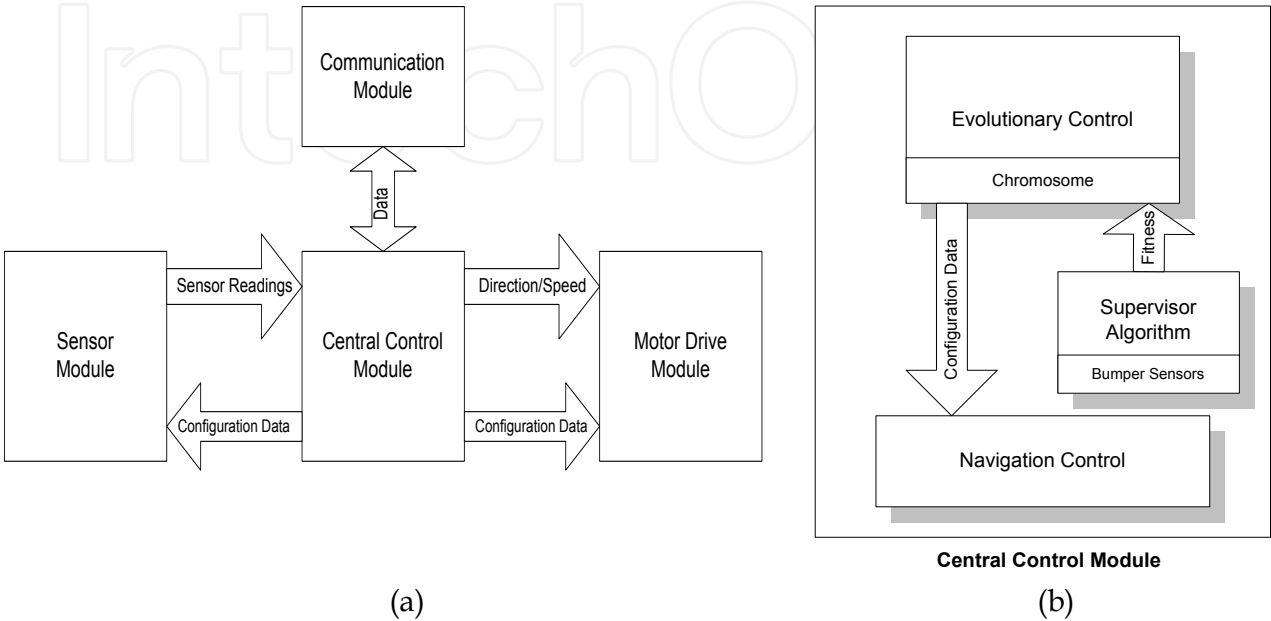 IntechO
Communication
Module
Data
Sensor Readings
Direction/Speed
Sensor
Module
Central Control
Module
Motor Drive
Module
Configuration Data
Configuration Data
(a)
Evolutionary Control
Chromosome
Configuration Data
Fitness
Supervisor
Algorithm
Bumper Sensors
Navigation Control
Central Control Module
(b)